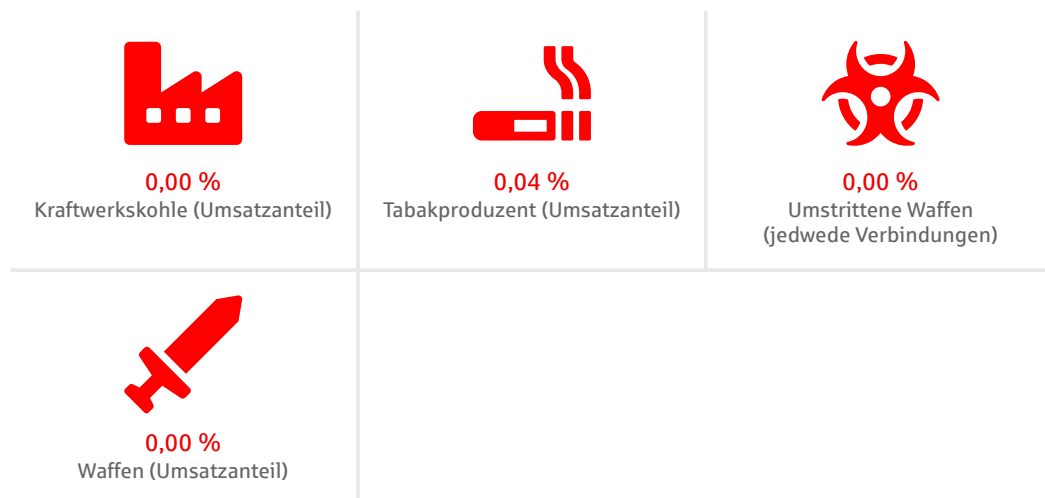 0,00 %
Kraftwerkskohle (Umsatzanteil)
0,04 %
Tabakproduzent (Umsatzanteil)
0,00 %
Umstrittene Waffen
(jedwede Verbindungen)
0,00 %
Waffen (Umsatzanteil)